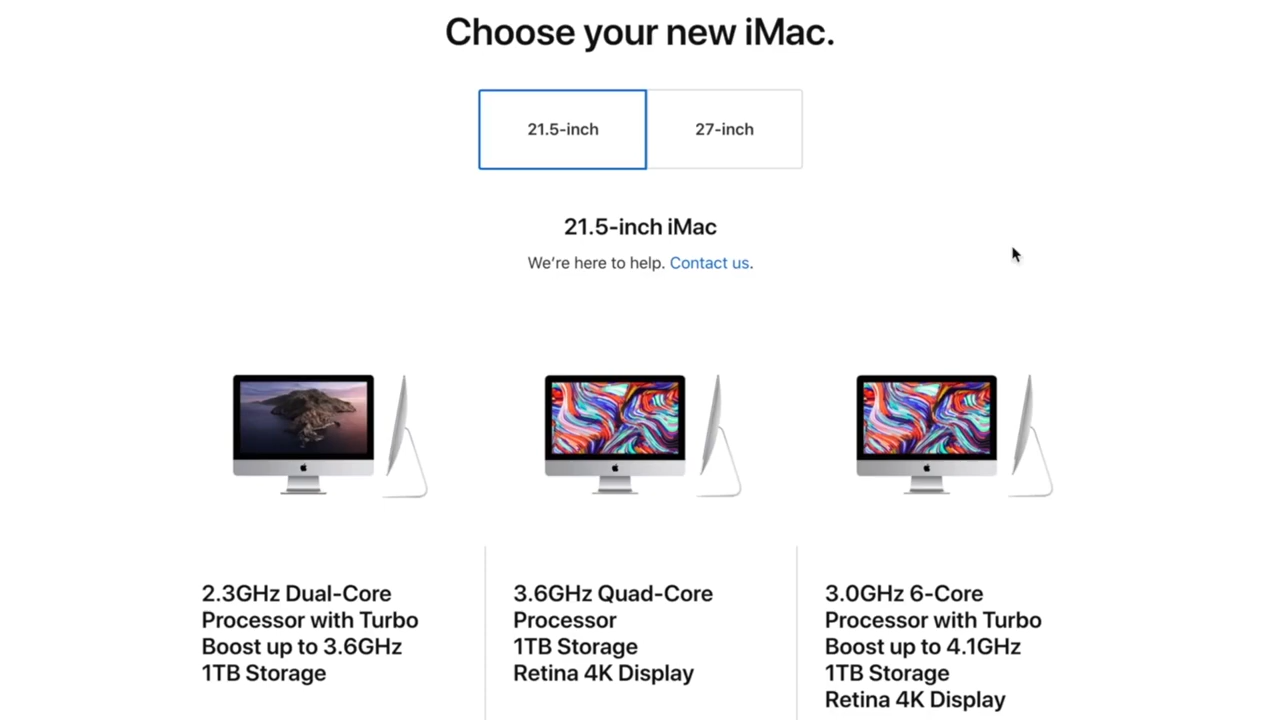 Choose your new iMac.
21.5-inch
27-inch
21.5-inch iMac
We’re here to help. Contact us.
2.3GHz Dual-Core
Processor with Turbo
Boost up to 3.6GHz
1TB Storage
3.6GHz Quad-Core
Processor
1TB Storage
Retina 4K Display
3.0GHz 6-Core
Processor with Turbo
Boost up to 4.1GHz
1TB Storage
Retina 4K Display